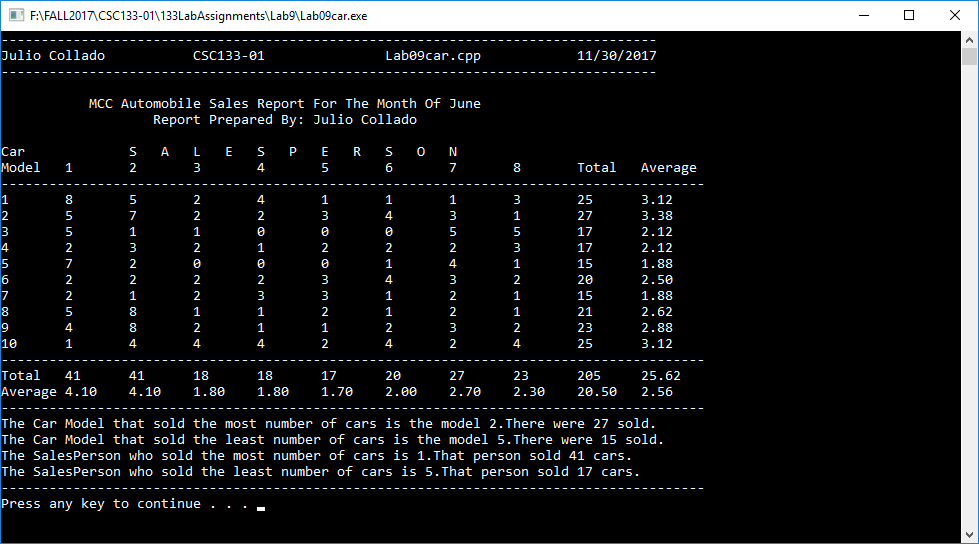 F:\FALL2017\CSC133-01\133LabAssignments\Lab9\Lab09car.exe
----------------------------------------------------------------------------------
Julio Collado           CSC133-01               Lab09car.cpp            11/30/2017
----------------------------------------------------------------------------------
MCC Automobile Sales Report For The Month Of June
Report Prepared By: Julio Collado
Car             S   A   L   E   S   P   E   R   S   O   N
Model   1       2       3       4       5       6       7       8       Total   Average
----------------------------------------------------------------------------------------
1       8       5       2       4       1       1       1       3       25      3.12
2       5       7       2       2       3       4       3       1       27      3.38
3       5       1       1       0       0       0       5       5       17      2.12
4       2       3       2       1       2       2       2       3       17      2.12
5       7       2       0       0       0       1       4       1       15      1.88
6       2       2       2       2       3       4       3       2       20      2.50
7       2       1       2       3       3       1       2       1       15      1.88
8       5       8       1       1       2       1       2       1       21      2.62
9       4       8       2       1       1       2       3       2       23      2.88
10      1       4       4       4       2       4       2       4       25      3.12
----------------------------------------------------------------------------------------
Total   41      41      18      18      17      20      27      23      205     25.62
Average 4.10    4.10    1.80    1.80    1.70    2.00    2.70    2.30    20.50   2.56
----------------------------------------------------------------------------------------
The Car Model that sold the most number of cars is the model 2.There were 27 sold.
The Car Model that sold the least number of cars is the model 5.There were 15 sold.
The SalesPerson who sold the most number of cars is 1.That person sold 41 cars.
The SalesPerson who sold the least number of cars is 5.That person sold 17 cars.
----------------------------------------------------------------------------------------
Press any key to continue . . .